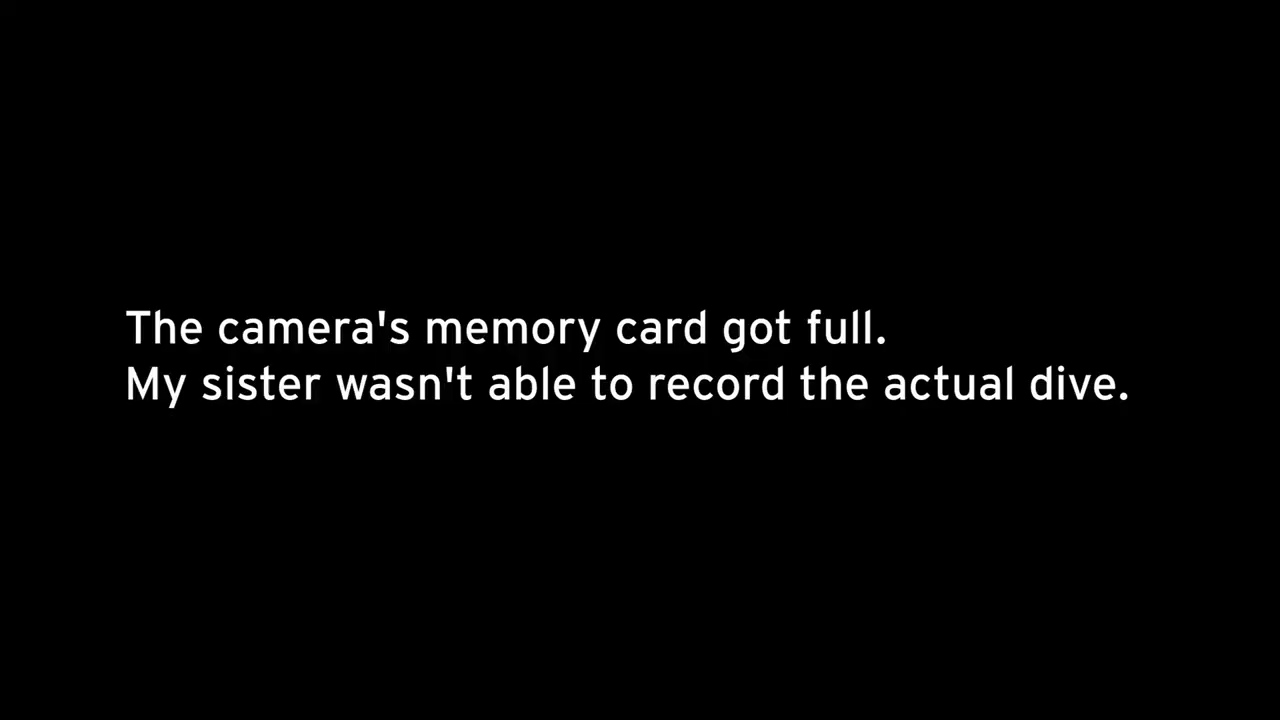 The camera's memory card got full.
My sister wasn't able to record the actual dive.